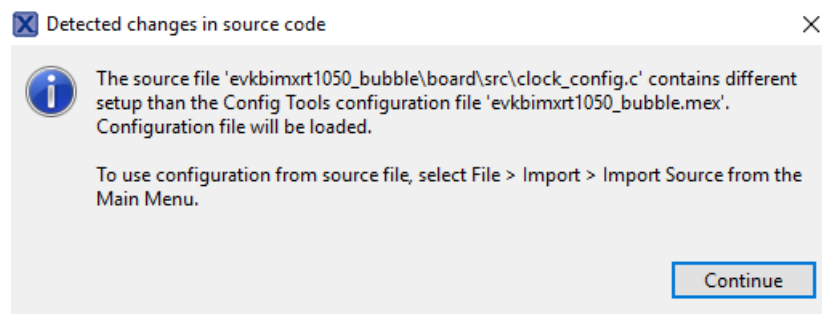 Detected changes in source code
The source file 'evkbimxrt1050_bubble\board\src\clock_config.c' contains different
setup than the Config Tools configuration file 'evkbimxrt1050_bubble.mex'.
Configuration file will be loaded.
To use configuration from source file, select File > Import > Import Source from the
Main Menu.
Continue